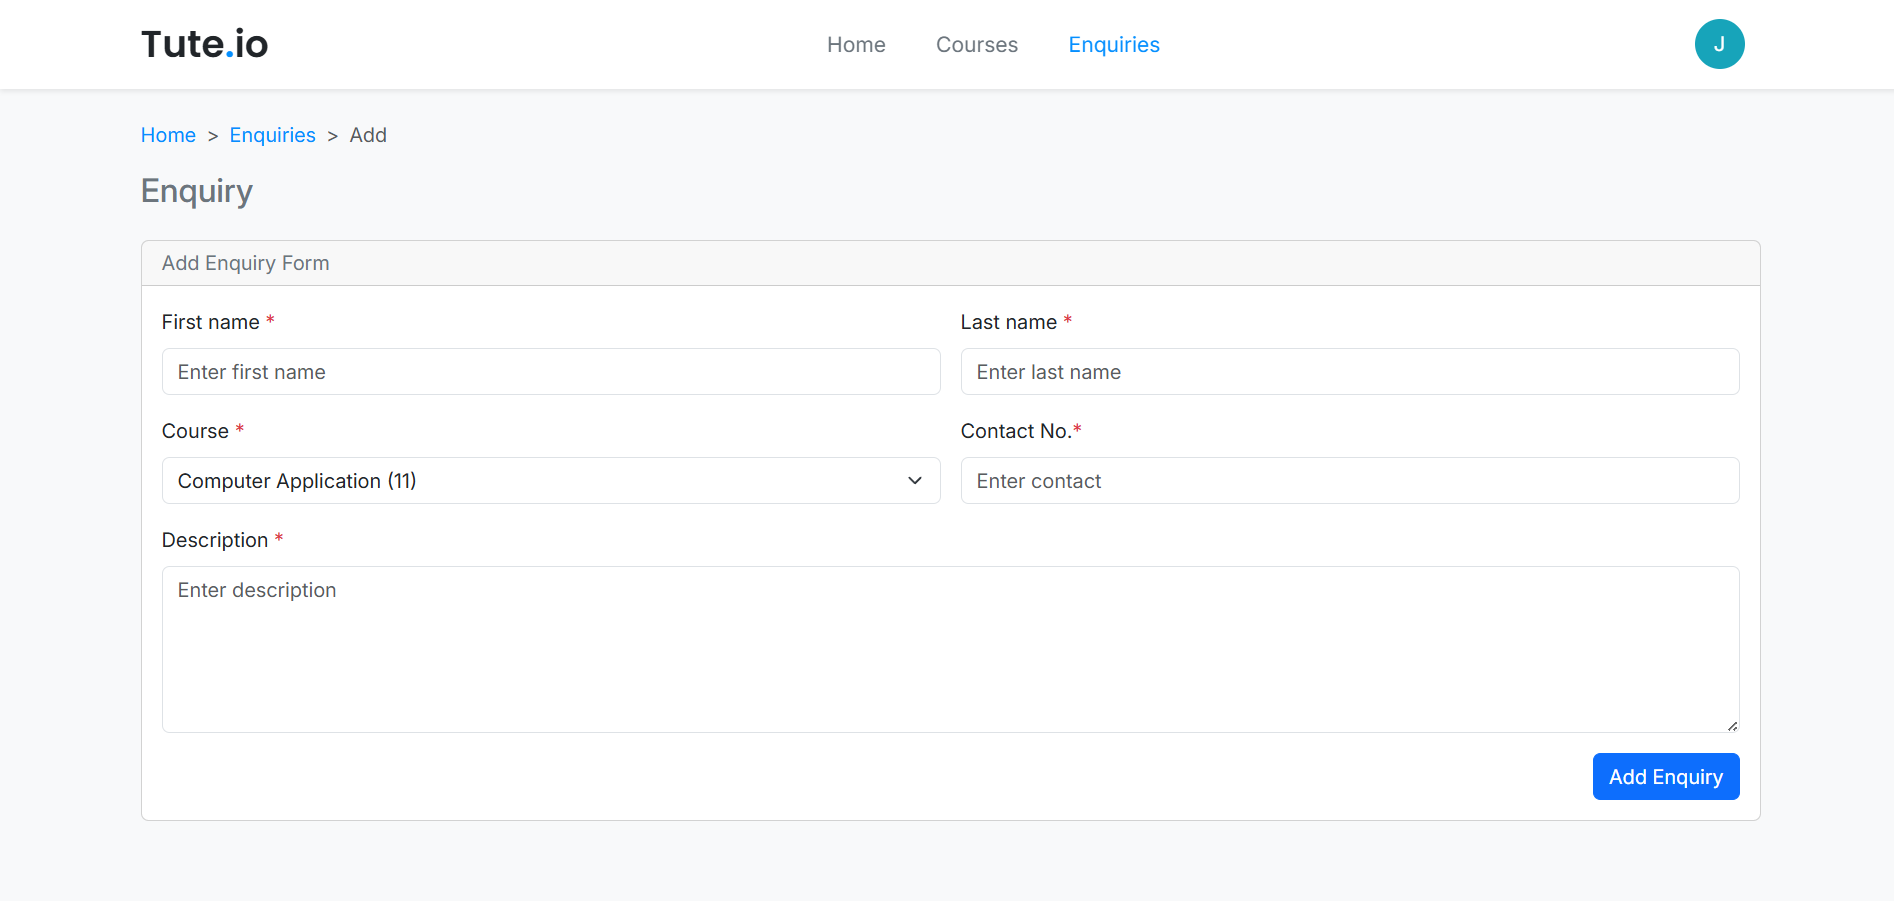 Tute.io
Home Courses Enquiries
J
Home > Enquiries > Add
Enquiry
Add Enquiry Form
First name * Last name *
Enter first name Enter last name
Course * Contact No.*
Computer Application (11) Enter contact
Description *
Enter description
Add Enquiry